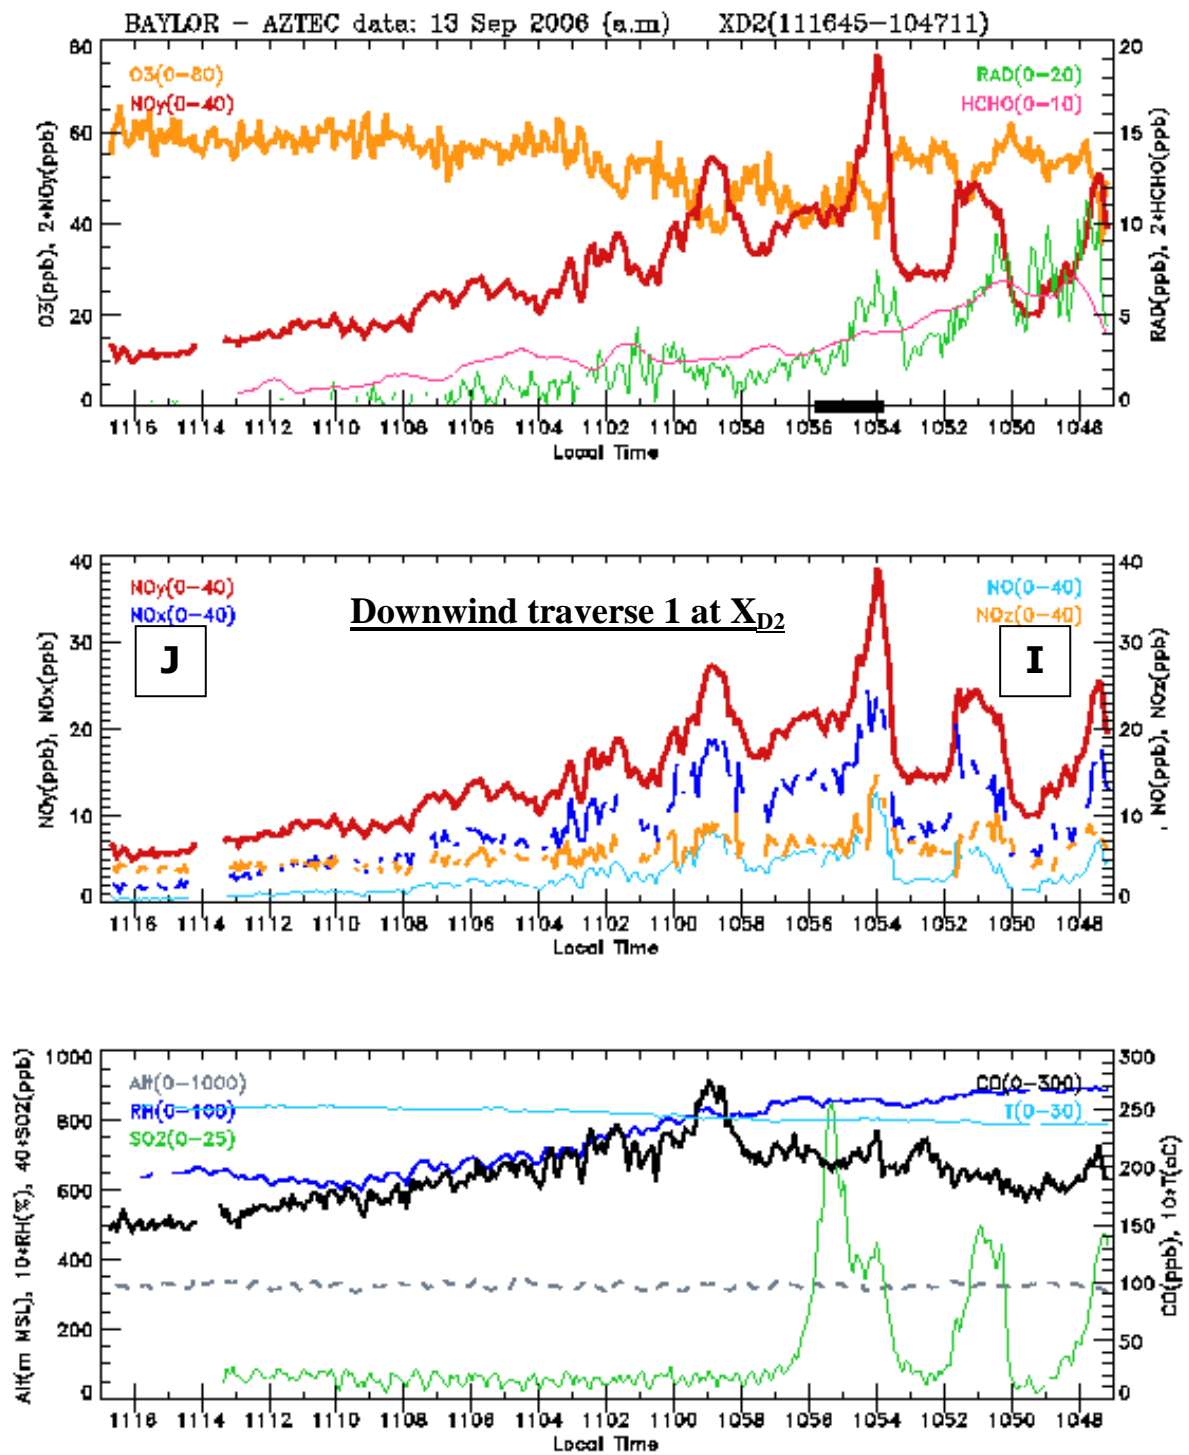 BAYLOR - AZTEC data: 13 Sep 2006 (a.m) XD2(111645-104711)
80 20
O3(0-80) RAD(0-20)
NOy(0-40) HCHO(0-10)
60 15
40 10
20 5
0 0
O3(ppb), 2*NOy(ppb)
RAD(ppb), 2*HCHO(ppb)
1116 1114 1112 1110 1108 1106 1104 1102 1100 1058 1056 1054 1052 1050 1048
Local Time
40 40
NOy(0-40) NO(0-40)
NOx(0-40) NOz(0-40)
Downwind traverse 1 at XD2
J I
30 30
20 20
10 10
0 0
NOy(ppb), NOx(ppb)
, NO(ppb), NOz(ppb)
1116 1114 1112 1110 1108 1106 1104 1102 1100 1058 1056 1054 1052 1050 1048
Local Time
1000 300
Alt(0-1000) CO(0-300)
RH(0-100) T(0-30)
SO2(0-25)
250
800
200
600
150
400
100
200
50
0 0
Alt(m MSL), 10*RH(%), 40*SO2(ppb)
CO(ppb), 10*T(oC)
1116 1114 1112 1110 1108 1106 1104 1102 1100 1058 1056 1054 1052 1050 1048
Local Time